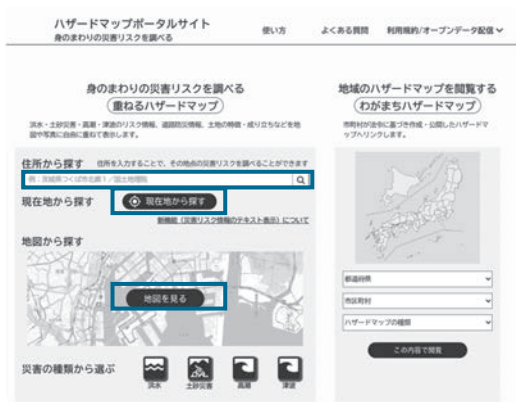 ハザードマップポータルサイト
身のまわりの災害リスクを調べる
使い方
よくある質問
利用規約/オープンデータ配信
身のまわりの災害リスクを調べる
重ねるハザードマップ
洪水・土砂災害・高潮・津波のリスク情報、道路防災情報、土地の特徴・成り立ちなどを地
図や写真に自由に重ねて表示します。
住所から探す 住所を入力することで、その地点の災害リスクを調べることができます
例:茨城県つくば市北郷1/国土地理院
現在地から探す
現在地から探す
新機能(災害リスク情報のテキスト表示)について
地図から探す
地図を見る
災害の種類から選ぶ
洪水
土砂災害
高潮
津波
地域のハザードマップを閲覧する
わがまちハザードマップ
市町村が法令に基づき作成・公開したハザードマ
ップへリンクします。
都道府県
市区町村
ハザードマップの種類
この内容で閲覧